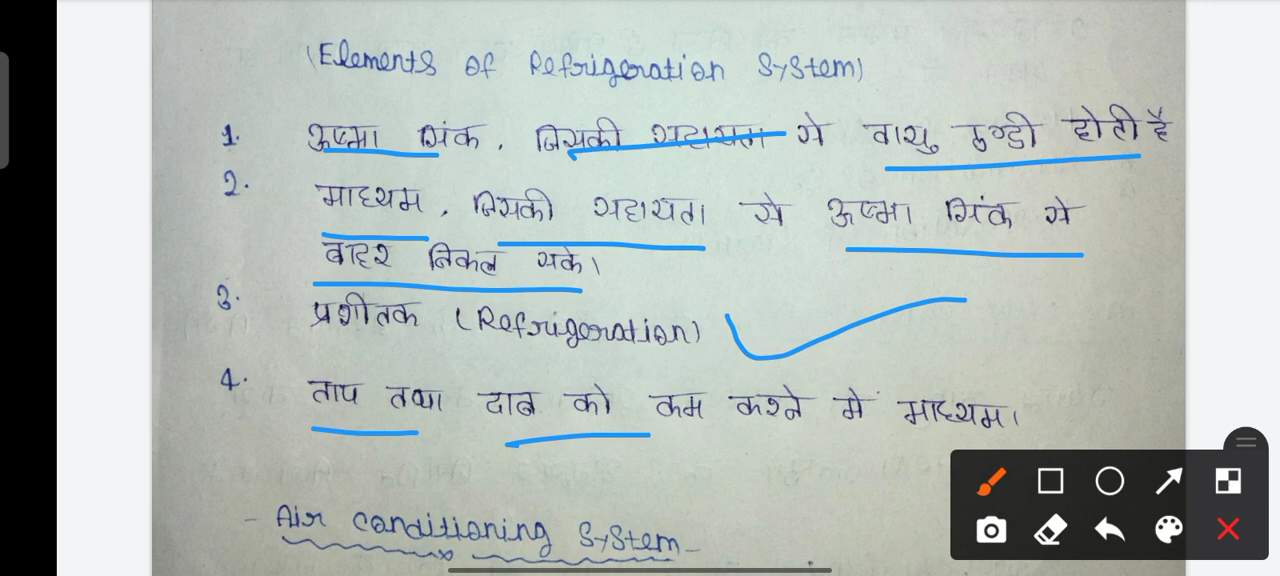 (Elements of Refrigeration System)
1. ऊष्मा सिंक, जिसकी सहायता से वायु ठण्डी होती है
2. माध्यम, जिसकी सहायता से ऊष्मा सिंक से
बाहर निकल सके।
3. प्रशीतक (Refrigeration)
4. ताप तथा दाब को कम करने में माध्यम।
- Air conditioning System -